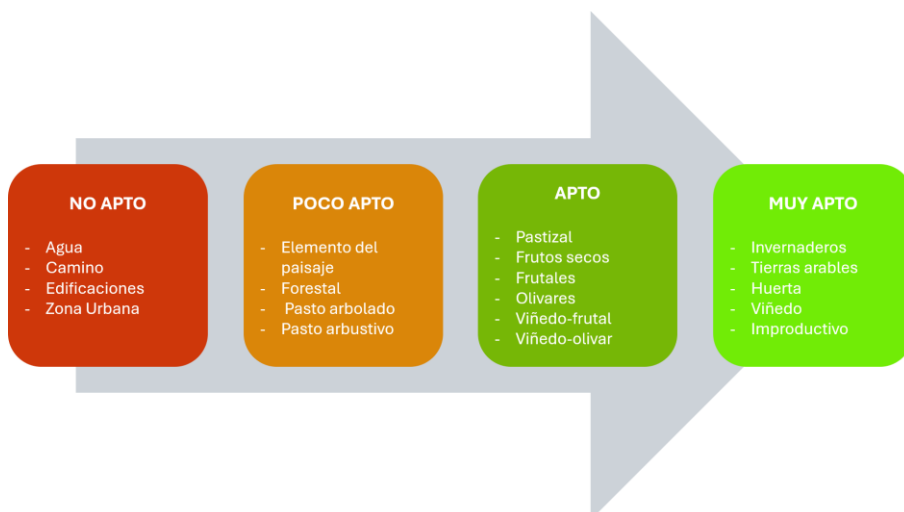 NO APTO
- Agua
- Camino
- Edificaciones
- Zona Urbana
POCO APTO
- Elemento del
paisaje
- Forestal
- Pasto arbolado
- Pasto arbustivo
APTO
- Pastizal
- Frutos secos
- Frutales
- Olivares
- Viñedo-frutal
- Viñedo-olivar
MUY APTO
- Invernaderos
- Tierras arables
- Huerta
- Viñedo
- Improductivo